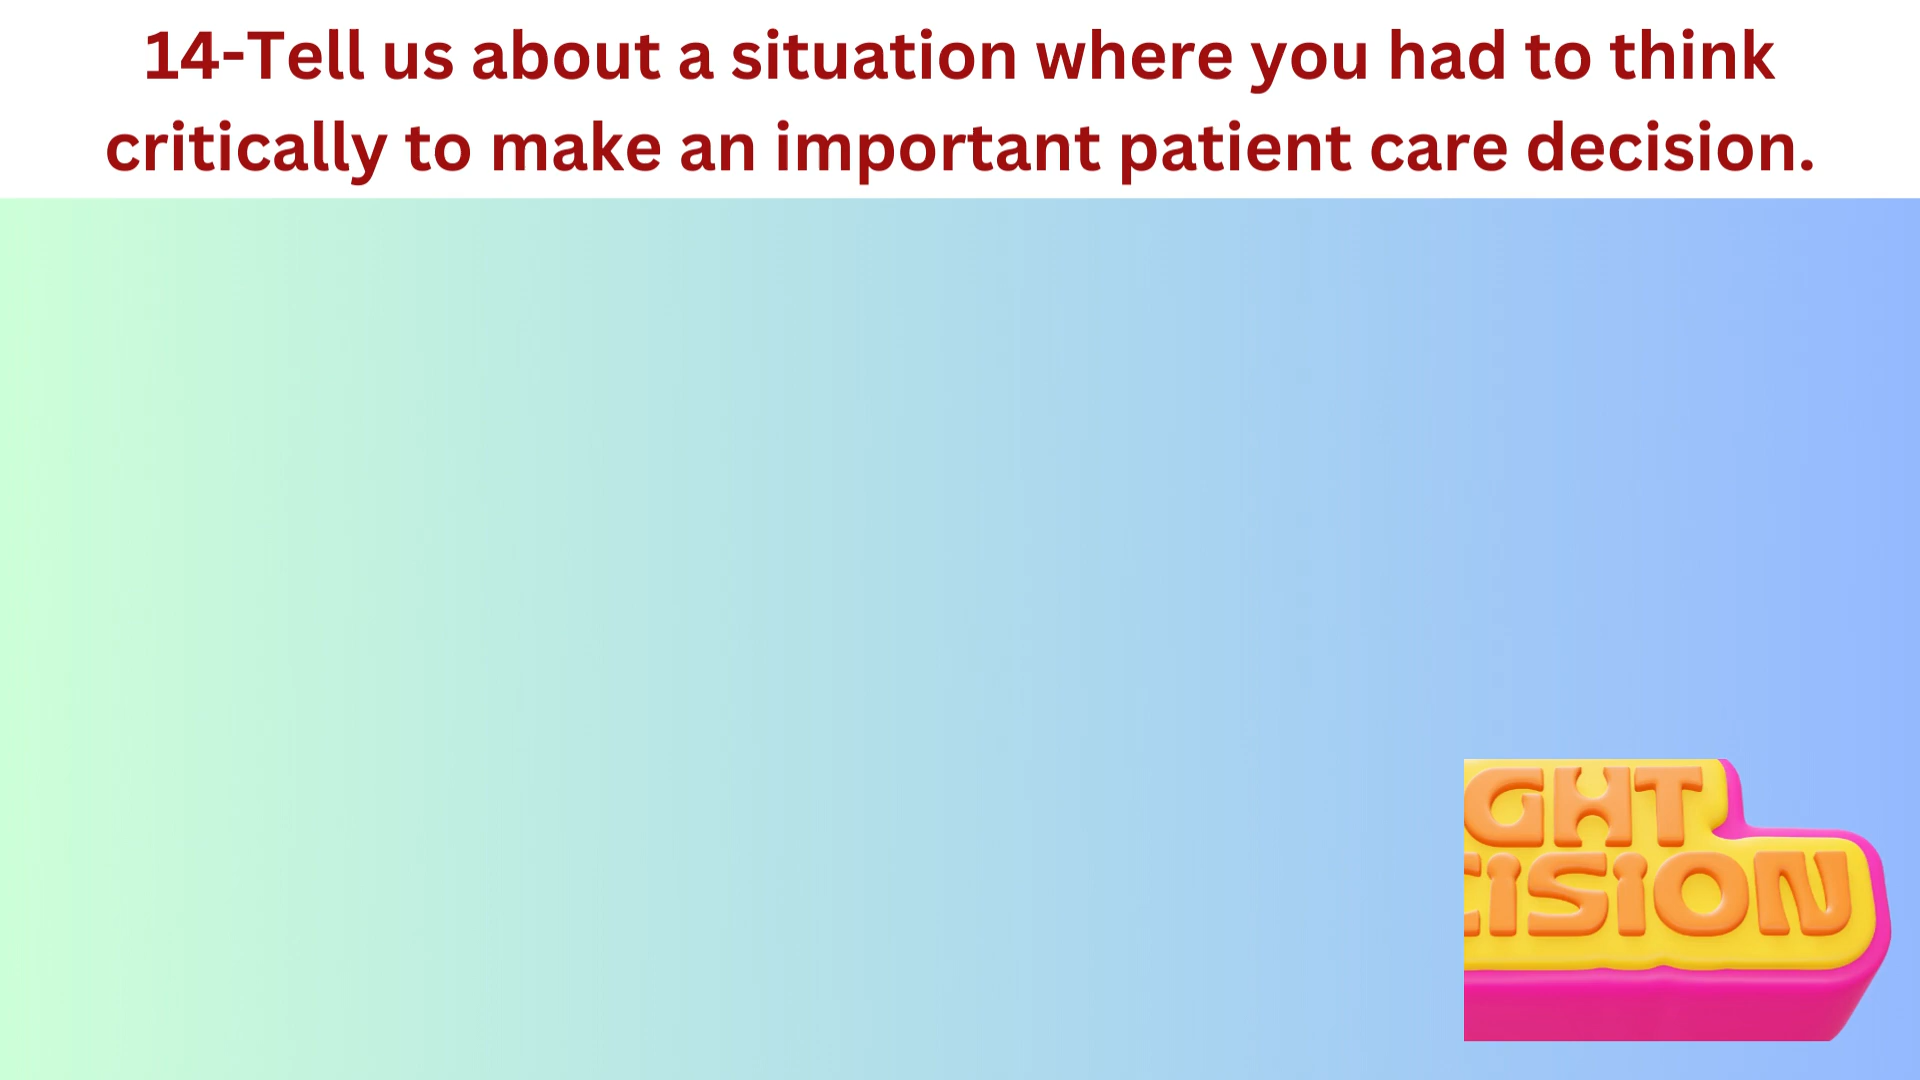 14-Tell us about a situation where you had to think
critically to make an important patient care decision.
GHT
ISION